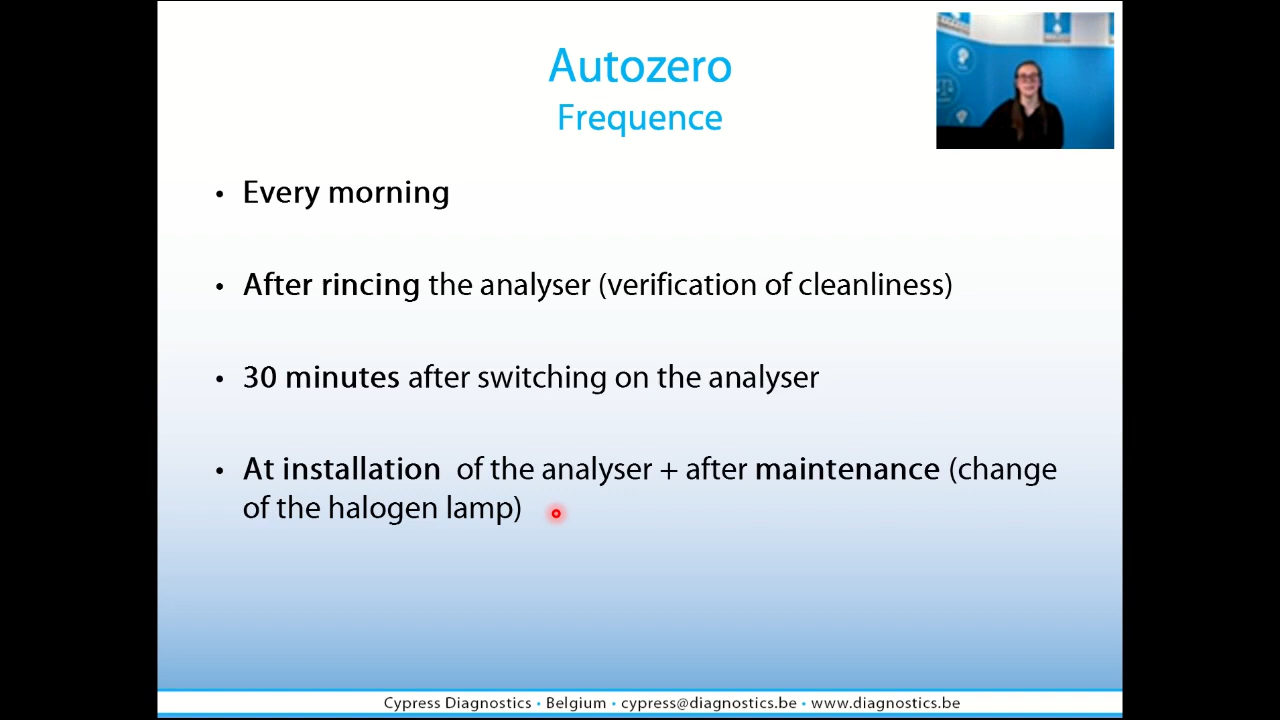 Autozero
Frequence
• Every morning
• After rincing the analyser (verification of cleanliness)
• 30 minutes after switching on the analyser
• At installation of the analyser + after maintenance (change
of the halogen lamp)
Cypress Diagnostics • Belgium • cypress@diagnostics.be • www.diagnostics.be